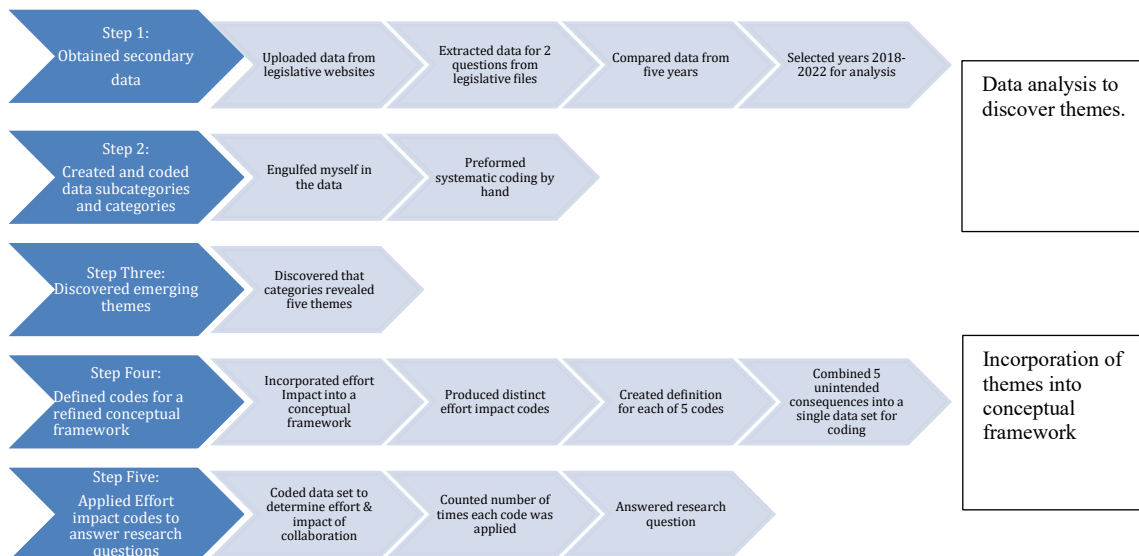 Step 1:
Obtained secondary
data
Uploaded data from
legislative websites
Extracted data for 2
questions from
legislative files
Compared data from
five years
Selected years 2018-
2022 for analysis
Data analysis to
discover themes.
Step 2:
Created and coded
data subcategories
and categories
Engulfed myself in
the data
Preformed
systematic coding by
hand
Step Three:
Discovered emerging
themes
Discovered that
categories revealed
five themes
Step Four:
Defined codes for a
refined conceptual
framework
Incorporated effort
Impact into a
conceptual
framework
Produced distinct
effort impact codes
Created definition
for each of 5 codes
Combined 5
unintended
consequences into a
single data set for
coding
Incorporation of
themes into
conceptual
framework
Step Five:
Applied Effort
impact codes to
answer research
questions
Coded data set to
determine effort &
impact of
collaboration
Counted number of
times each code was
applied
Answered research
question